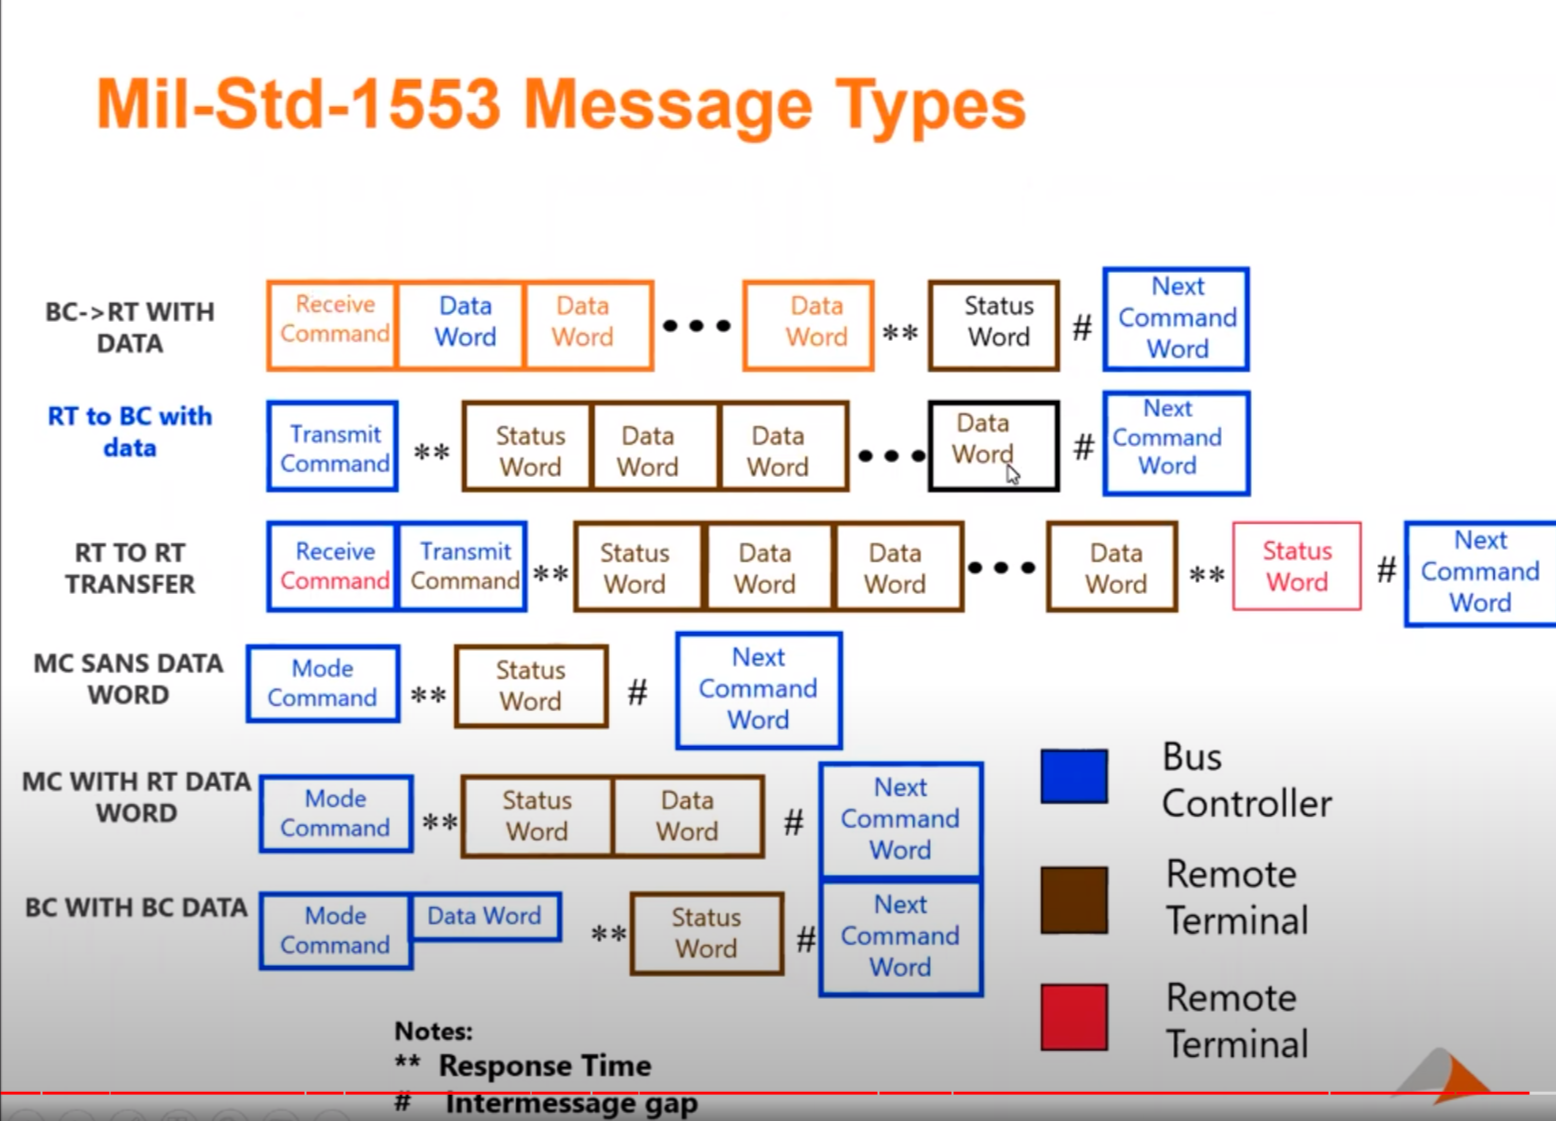 Mil-Std-1553 Message Types
BC->RT WITH
DATA
Receive
Command
Data
Word
Data
Word
•••
Data
Word
**
Status
Word
#
Next
Command
Word
RT to BC with
data
Transmit
Command
**
Status
Word
Data
Word
Data
Word
•••
Data
Word
#
Next
Command
Word
RT TO RT
TRANSFER
Receive
Command
Transmit
Command
**
Status
Word
Data
Word
Data
Word
•••
Data
Word
**
Status
Word
#
Next
Command
Word
MC SANS DATA
WORD
Mode
Command
**
Status
Word
#
Next
Command
Word
MC WITH RT DATA
WORD
Mode
Command
**
Status
Word
Data
Word
#
Next
Command
Word
BC WITH BC DATA
Mode
Command
Data Word
**
Status
Word
#
Next
Command
Word
Bus
Controller
Remote
Terminal
Remote
Terminal
Notes:
** Response Time
# Intermessage gap